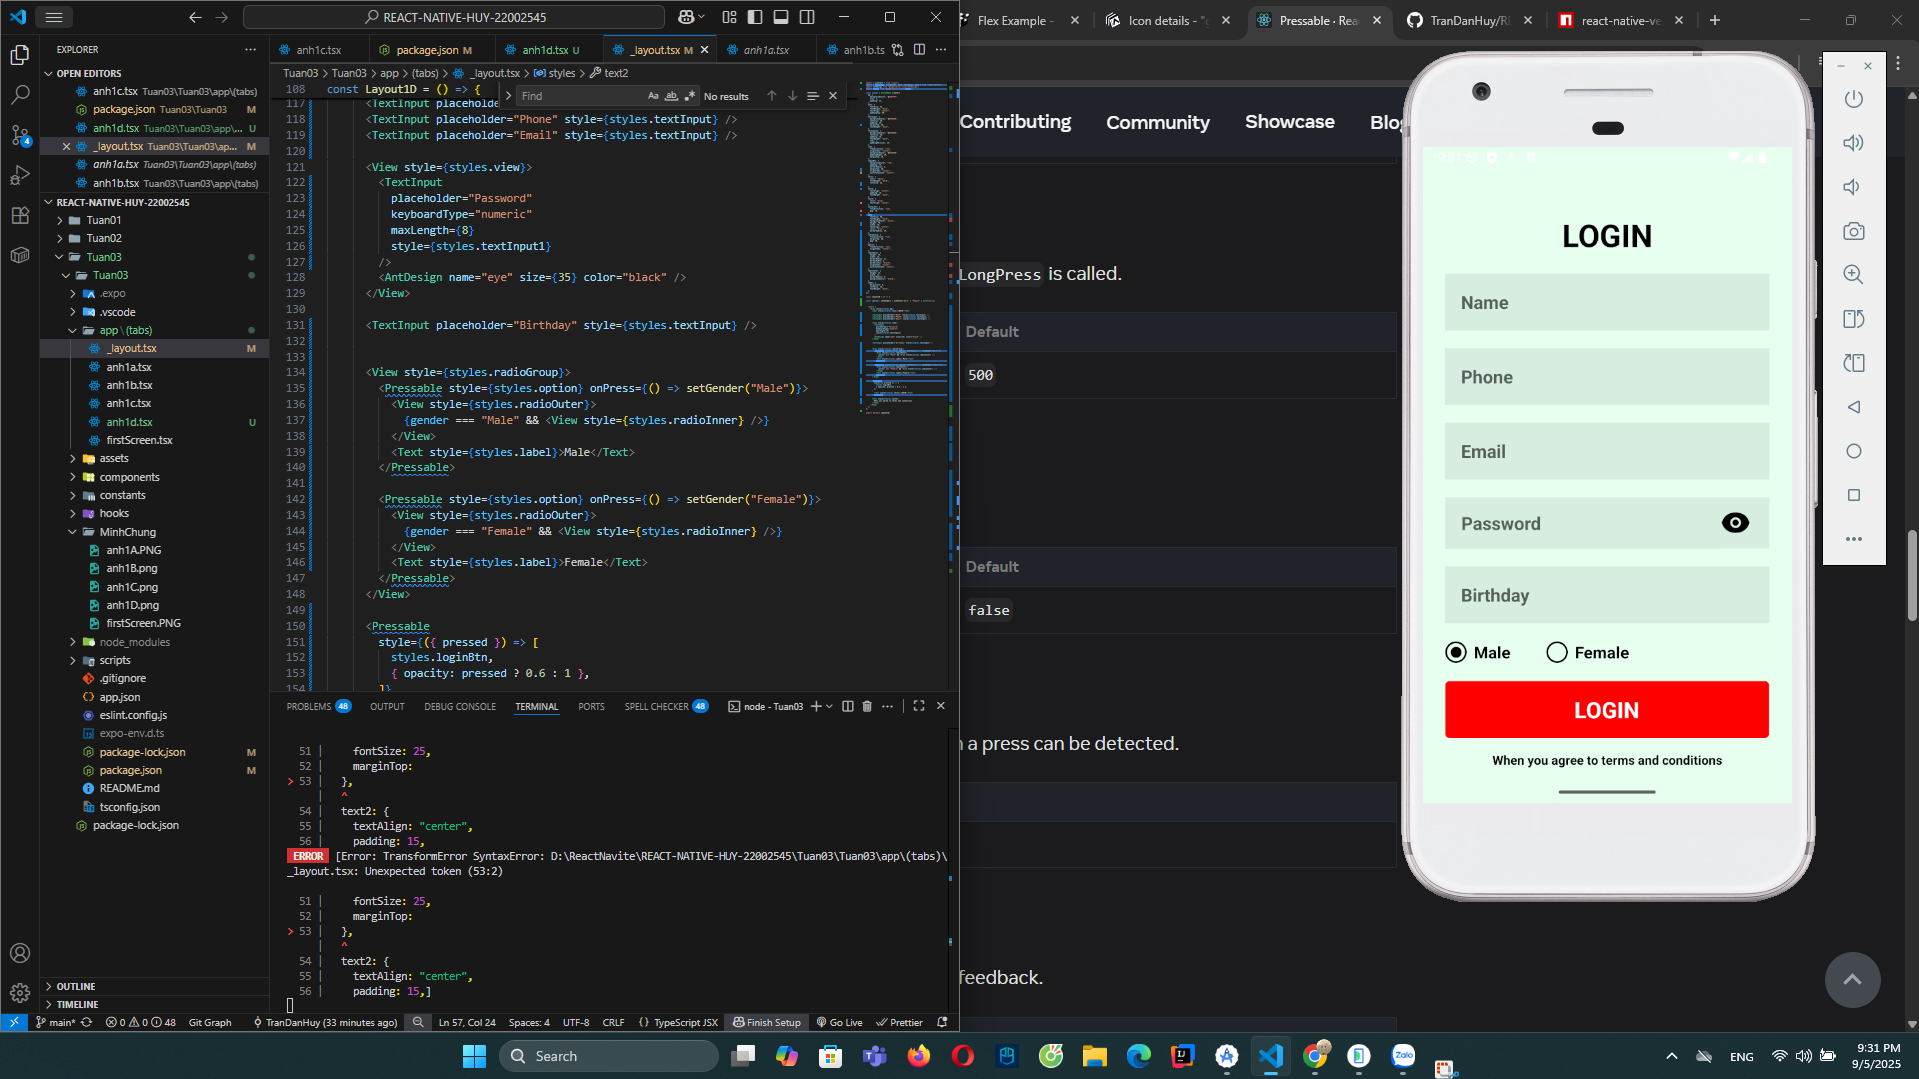 REACT-NATIVE-HUY-22002545
EXPLORER
OPEN EDITORS
anh1c.tsx Tuan03\Tuan03\app\(tabs)
package.json Tuan03\Tuan03 M
anh1d.tsx Tuan03\Tuan03\app\... U
_layout.tsx Tuan03\Tuan03\ap... M
anh1a.tsx Tuan03\Tuan03\app\(tabs)
anh1b.tsx Tuan03\Tuan03\app\(tabs)
REACT-NATIVE-HUY-22002545
Tuan01
Tuan02
Tuan03
Tuan03
.expo
.vscode
app\(tabs)
_layout.tsx M
anh1a.tsx
anh1b.tsx
anh1c.tsx
anh1d.tsx U
firstScreen.tsx
assets
components
constants
hooks
MinhChung
anh1A.PNG
anh1B.png
anh1C.png
anh1D.png
firstScreen.PNG
node_modules
scripts
.gitignore
app.json
eslint.config.js
expo-env.d.ts
package-lock.json M
package.json M
README.md
tsconfig.json
package-lock.json
OUTLINE
TIMELINE
4
anh1c.tsx package.json M anh1d.tsx U _layout.tsx M anh1a.tsx anh1b.ts
Tuan03 > Tuan03 > app > (tabs) > _layout.tsx > styles > text2
Find Aa ab No results
108 const Layout1D = () => {
117 <TextInput placeholde
118 <TextInput placeholder="Phone" style={styles.textInput} />
119 <TextInput placeholder="Email" style={styles.textInput} />
120
121 <View style={styles.view}>
122 <TextInput
123 placeholder="Password"
124 keyboardType="numeric"
125 maxLength={8}
126 style={styles.textInput1}
127 />
128 <AntDesign name="eye" size={35} color="black" />
129 </View>
130
131 <TextInput placeholder="Birthday" style={styles.textInput} />
132
133
134 <View style={styles.radioGroup}>
135 <Pressable style={styles.option} onPress={() => setGender("Male")}>
136 <View style={styles.radioOuter}>
137 {gender === "Male" && <View style={styles.radioInner} />}
138 </View>
139 <Text style={styles.label}>Male</Text>
140 </Pressable>
141
142 <Pressable style={styles.option} onPress={() => setGender("Female")}>
143 <View style={styles.radioOuter}>
144 {gender === "Female" && <View style={styles.radioInner} />}
145 </View>
146 <Text style={styles.label}>Female</Text>
147 </Pressable>
148 </View>
149
150 <Pressable
151 style={({ pressed }) => [
152 styles.loginBtn,
153 { opacity: pressed ? 0.6 : 1 },
154 ]}
PROBLEMS 48 OUTPUT DEBUG CONSOLE TERMINAL PORTS SPELL CHECKER 48 node - Tuan03
51 | fontSize: 25,
52 | marginTop:
> 53 | },
| ^
54 | text2: {
55 | textAlign: "center",
56 | padding: 15,
ERROR [Error: TransformError SyntaxError: D:\ReactNavite\REACT-NATIVE-HUY-22002545\Tuan03\Tuan03\app\(tabs)\
_layout.tsx: Unexpected token (53:2)
51 | fontSize: 25,
52 | marginTop:
> 53 | },
| ^
54 | text2: {
55 | textAlign: "center",
56 | padding: 15,]
main* 0 0 48 Git Graph TranDanHuy (33 minutes ago) Ln 57, Col 24 Spaces: 4 UTF-8 CRLF {} TypeScript JSX Finish Setup Go Live Prettier
Flex Example - Icon details - "g Pressable · Rea TranDanHuy/Ri react-native-ve
Contributing Community Showcase Blog
LongPress is called.
Default
500
Default
false
a press can be detected.
feedback.
9:31
LOGIN
Name
Phone
Email
Password
Birthday
Male Female
LOGIN
When you agree to terms and conditions
Search
Zalo
ENG
9:31 PM
9/5/2025